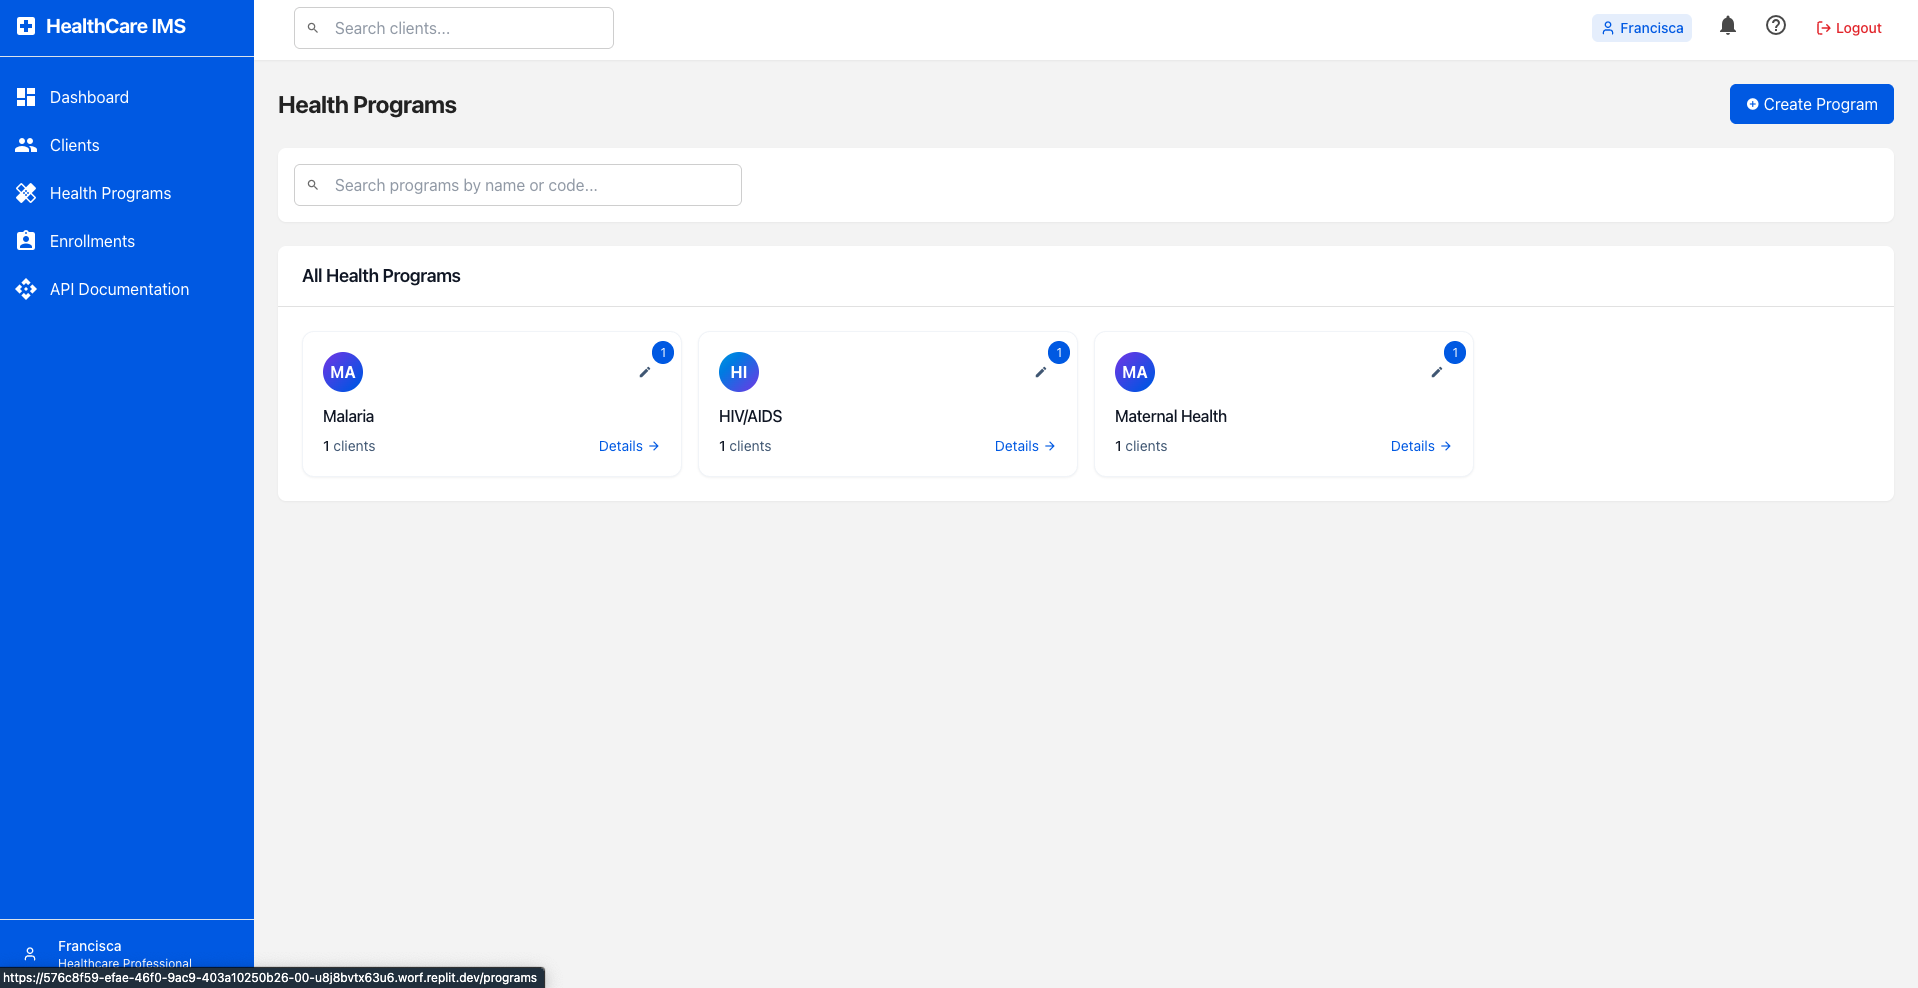 HealthCare IMS
Search clients...
Francisca
Logout
Dashboard
Clients
Health Programs
Enrollments
API Documentation
Health Programs
Create Program
Search programs by name or code...
All Health Programs
MA
1
Malaria
1 clients
Details →
HI
1
HIV/AIDS
1 clients
Details →
MA
1
Maternal Health
1 clients
Details →
Francisca
Healthcare Professional
https://576c8f59-efae-46f0-9ac9-403a10250b26-00-u8j8bvtx63u6.worf.replit.dev/programs